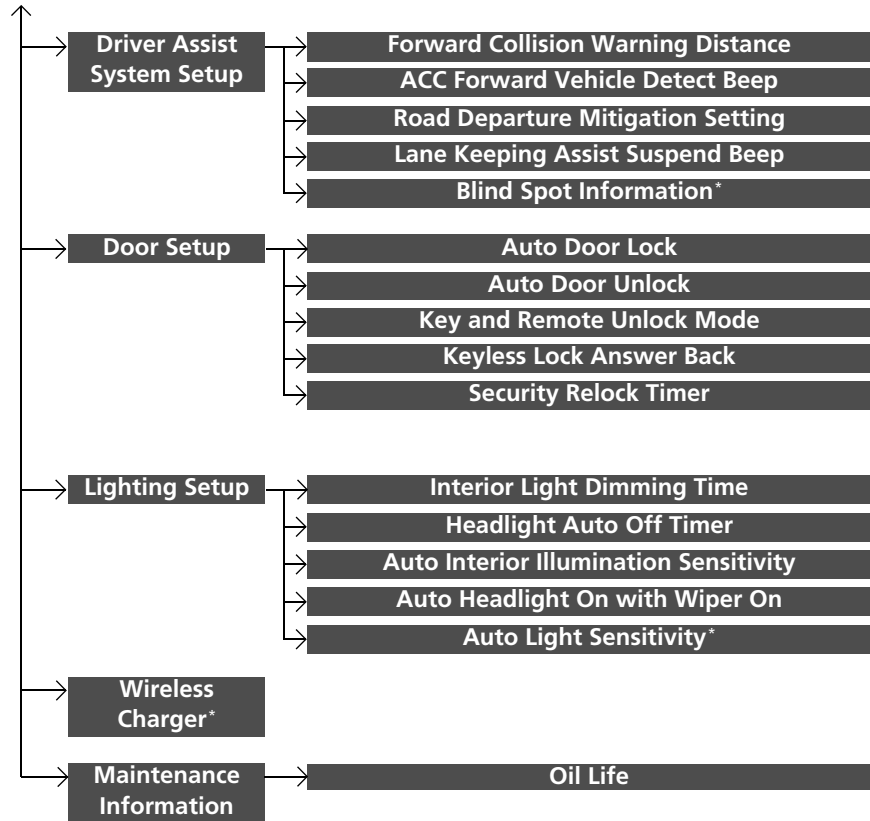 Driver Assist
System Setup
Forward Collision Warning Distance
ACC Forward Vehicle Detect Beep
Road Departure Mitigation Setting
Lane Keeping Assist Suspend Beep
Blind Spot Information*
Door Setup
Auto Door Lock
Auto Door Unlock
Key and Remote Unlock Mode
Keyless Lock Answer Back
Security Relock Timer
Lighting Setup
Interior Light Dimming Time
Headlight Auto Off Timer
Auto Interior Illumination Sensitivity
Auto Headlight On with Wiper On
Auto Light Sensitivity*
Wireless
Charger*
Maintenance
Information
Oil Life